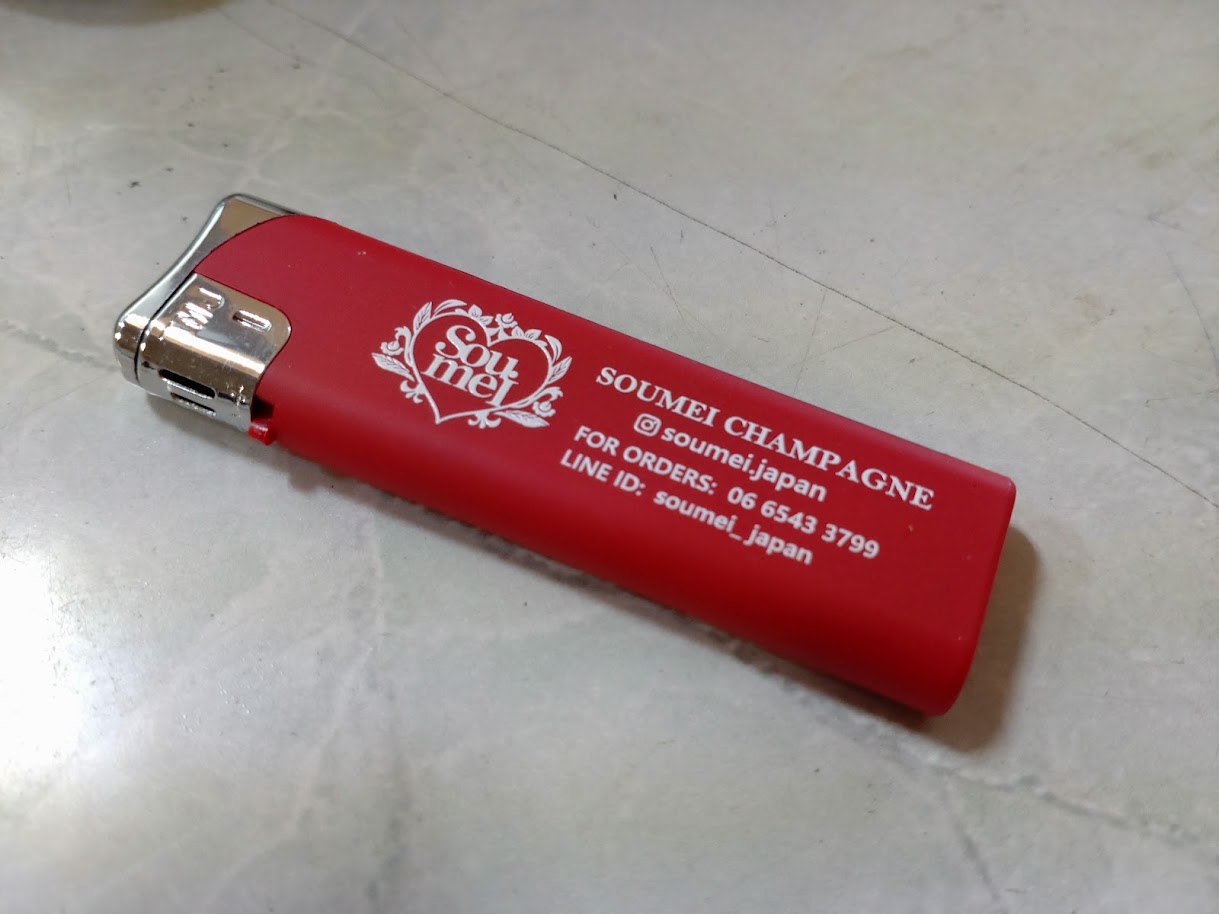 Sou
mei
SOUMEI CHAMPAGNE
soumei.japan
FOR ORDERS: 06 6543 3799
LINE ID: soumei_japan